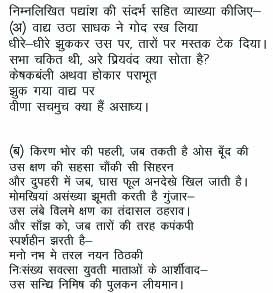 निम्नलिखित पद्यांश की संदर्भ सहित व्याख्या कीजिए–
(अ) वाद्य उठा साधक ने गोद रख लिया
धीरे-धीरे झुककर उस पर, तारों पर मस्तक टेक दिया।
सभा चकित थी, अरे प्रियवंद क्या सोता है?
केषकबंली अथवा होकार पराभूत
झुक गया वाद्य पर
वीणा सचमुच क्या हैं असाध्य।
(ब) किरण भोर की पहली, जब तकती है ओस बूँद की
उस क्षण की सहसा चौंकी सी सिहरन
और दुपहरी में जब, घास फूल अनदेखे खिल जाती है।
मोमखियां असंख्या झूमती करती है गुंजार–
उस लंबे विलमे क्षण का तंदासल ठहराव।
और साँझ को, जब तारों की तरह कपंकपी
स्पर्शहीन झरती है–
मनो नभ मे तरल नयन ठिठकी
निःसंख्य सवत्सा युवती माताओं के आर्शीवाद–
उस सन्धि निमिष की पुलकन लीयमान।